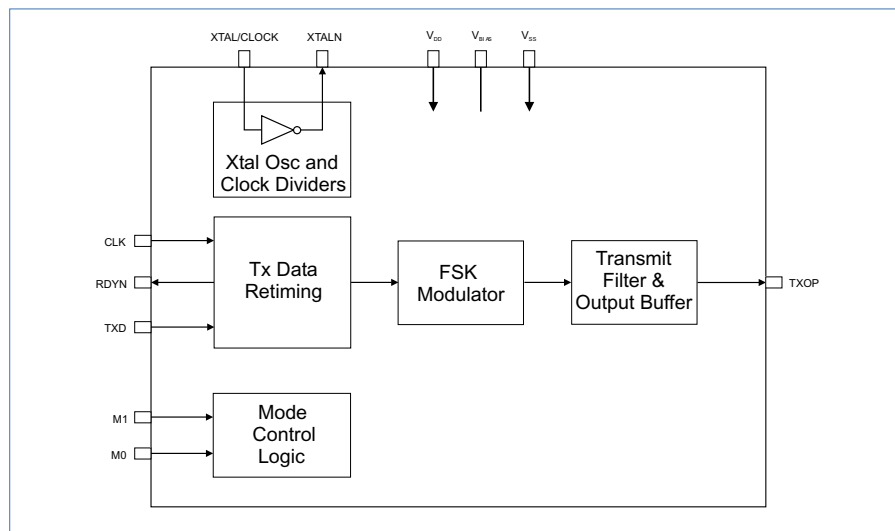 XTAL/CLOCK
XTALN
VDD
VBIAS
VSS
Xtal Osc and
Clock Dividers
CLK
RDYN
TXD
Tx Data
Retiming
FSK
Modulator
Transmit
Filter &
Output Buffer
TXOP
M1
M0
Mode
Control
Logic